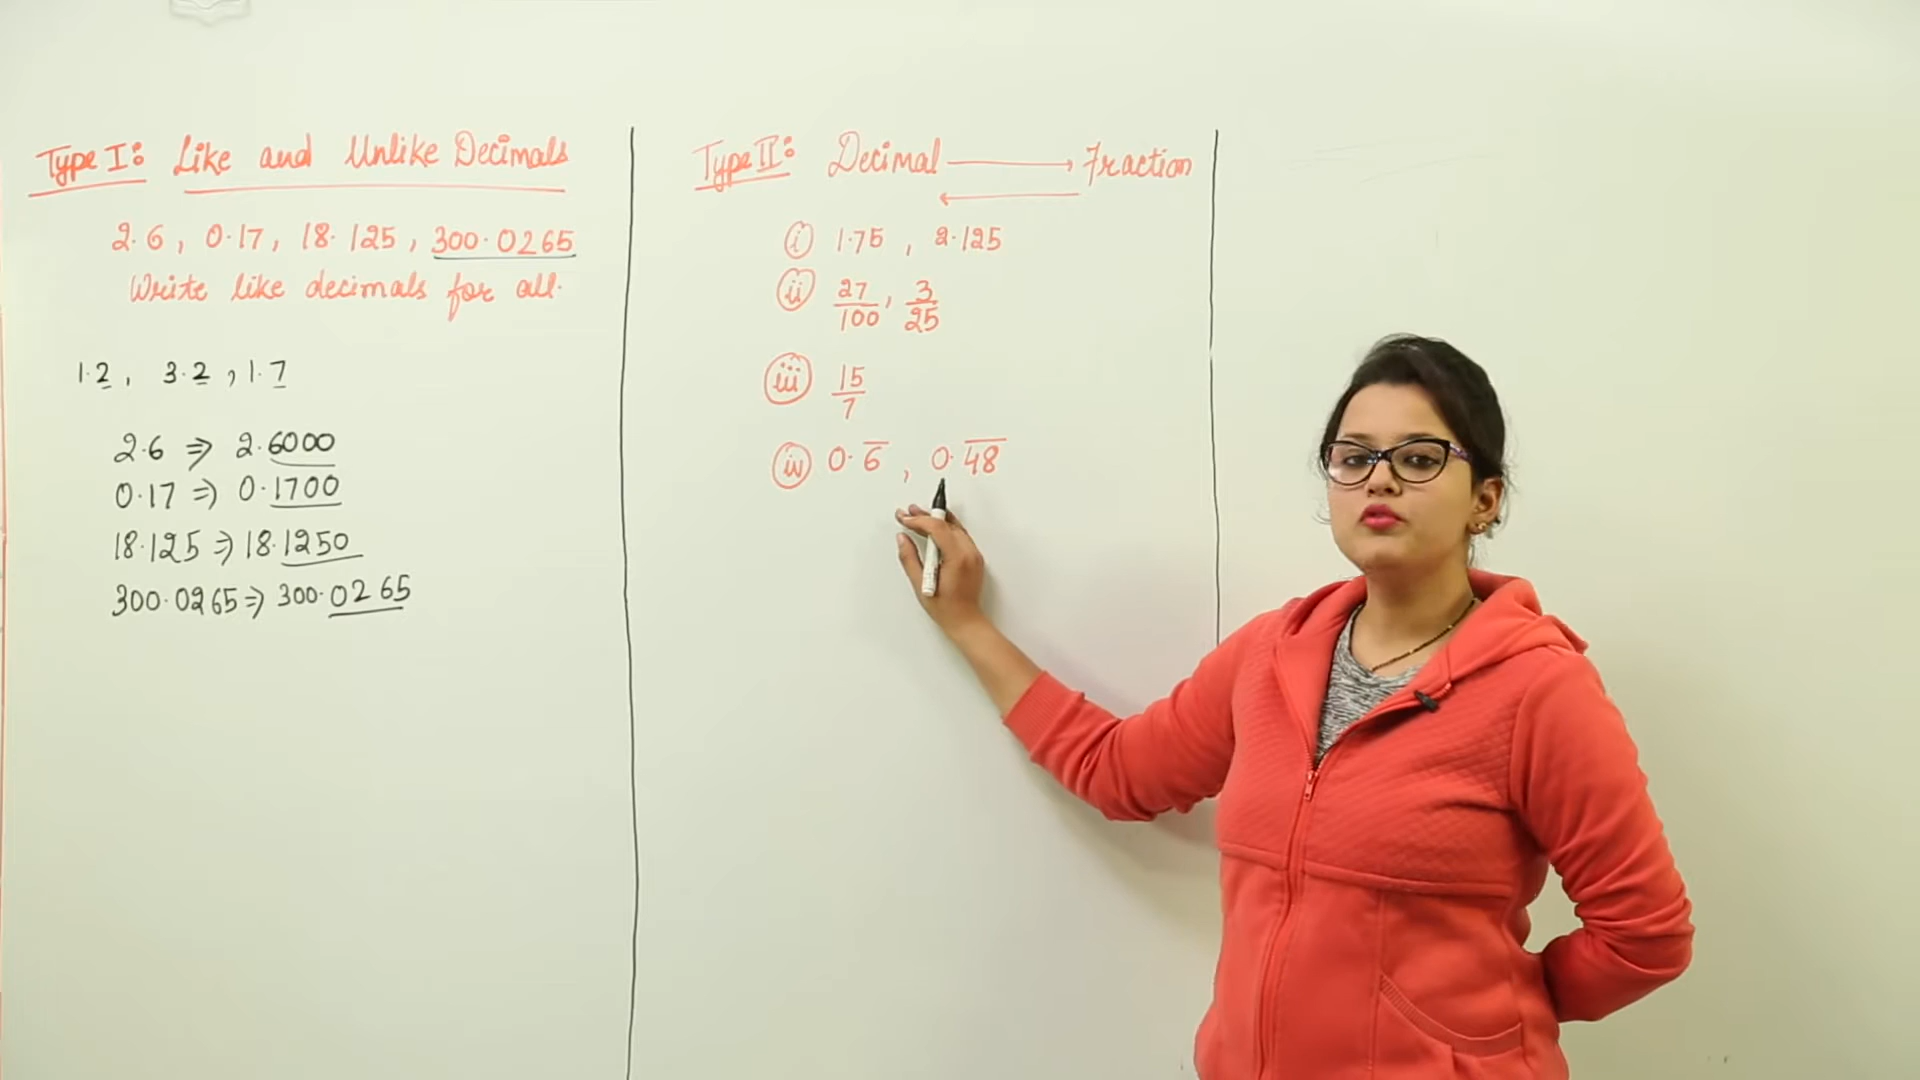 Type I: Like and Unlike Decimals
2.6, 0.17, 18.125, 300.0265
Write like decimals for all.
1.2, 3.2, 1.7
2.6 ⇒ 2.6000
0.17 ⇒ 0.1700
18.125 ⇒ 18.1250
300.0265 ⇒ 300.0265
Type II: Decimal ⟶ Fraction
⟵
(i) 1.75, 2.125
(ii) 27/100, 3/25
(iii) 15/7
(iv) 0.6̅, 0.4̅8̅